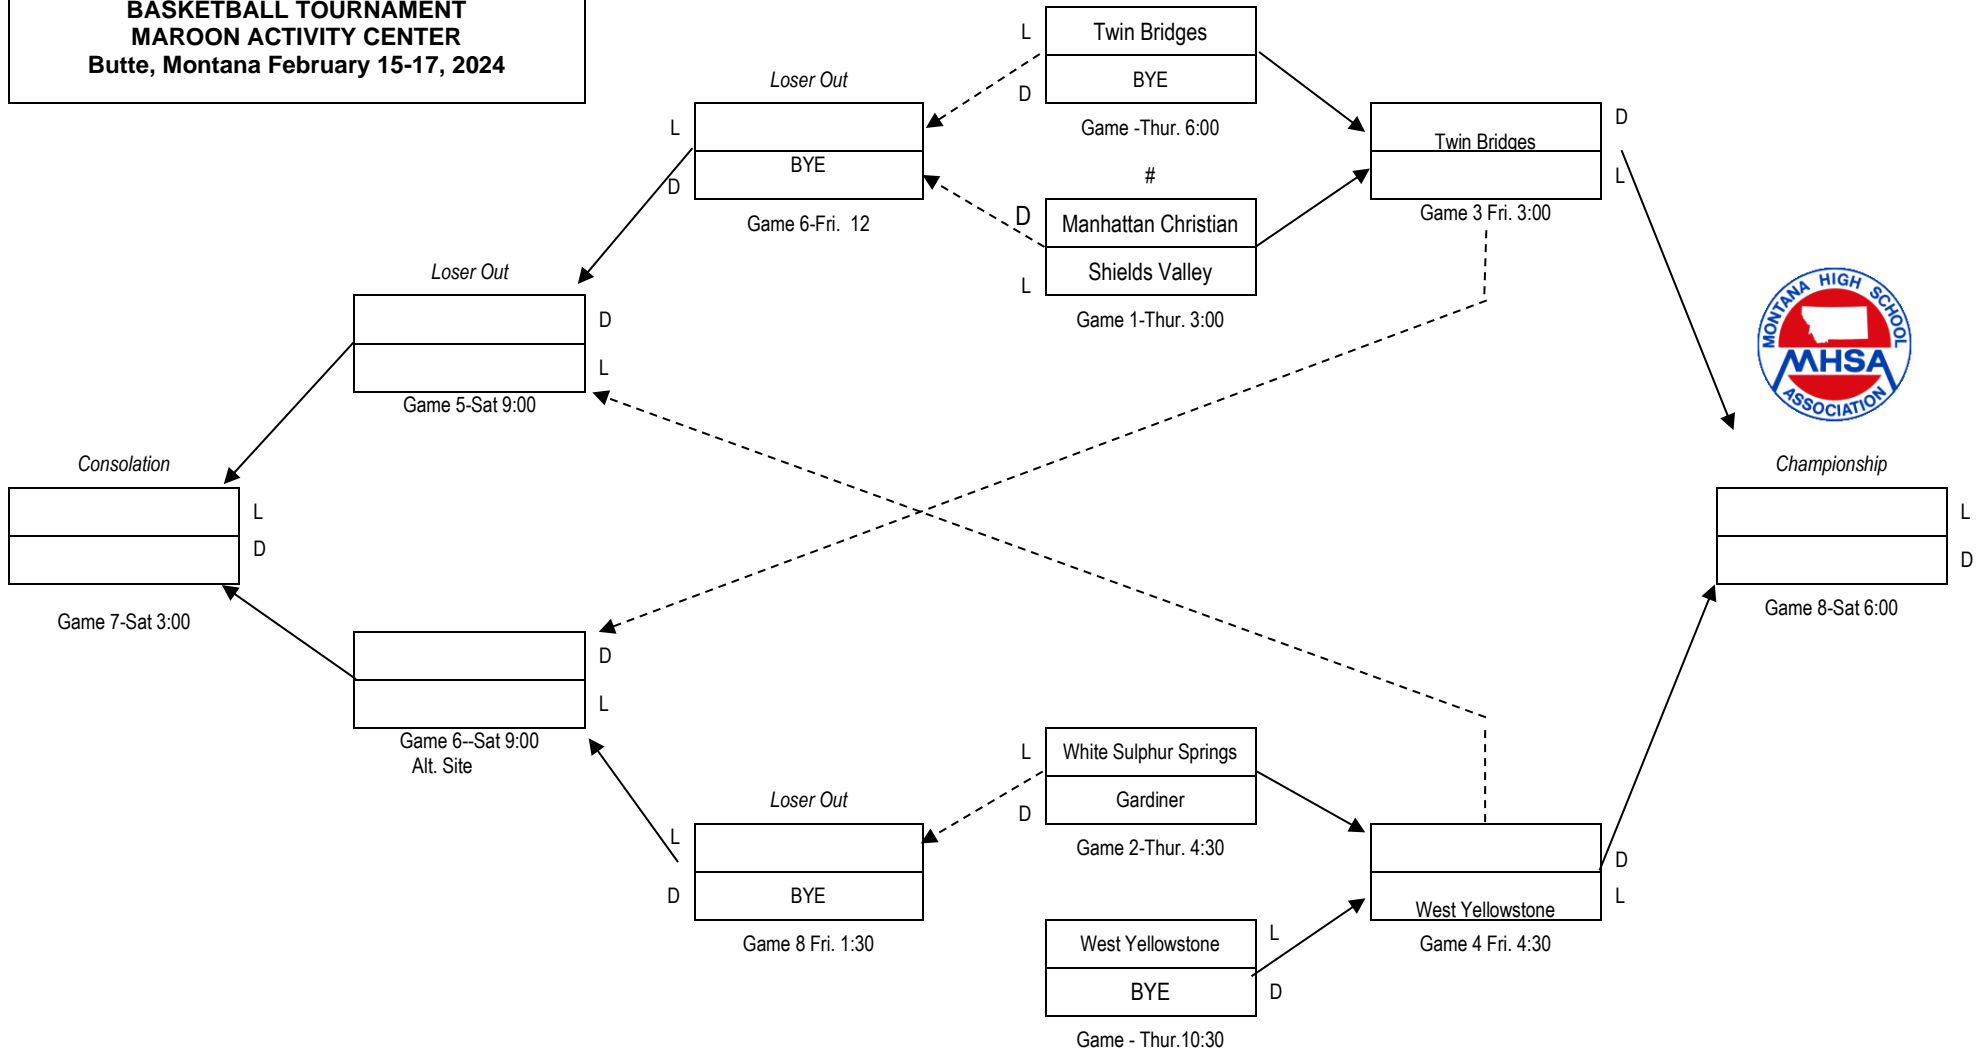 BASKETBALL TOURNAMENT
MAROON ACTIVITY CENTER
Butte, Montana February 15-17, 2024
L
Twin Bridges
D
BYE
Game -Thur. 6:00
Loser Out
L
BYE
D
Game 6-Fri.  12
#
D
Manhattan Christian
Shields Valley
L
Game 1-Thur. 3:00
D
Twin Bridges
L
Game 3 Fri. 3:00
Loser Out
D
L
Game 5-Sat 9:00
MONTANA HIGH SCHOOL
MHSA
ASSOCIATION
Consolation
L
D
Game 7-Sat 3:00
Championship
L
D
Game 8-Sat 6:00
D
L
Game 6--Sat 9:00
Alt. Site
L
White Sulphur Springs
D
Gardiner
Game 2-Thur. 4:30
Loser Out
L
D
BYE
Game 8 Fri. 1:30
D
L
West Yellowstone
Game 4 Fri. 4:30
West Yellowstone
L
BYE
D
Game - Thur.10:30